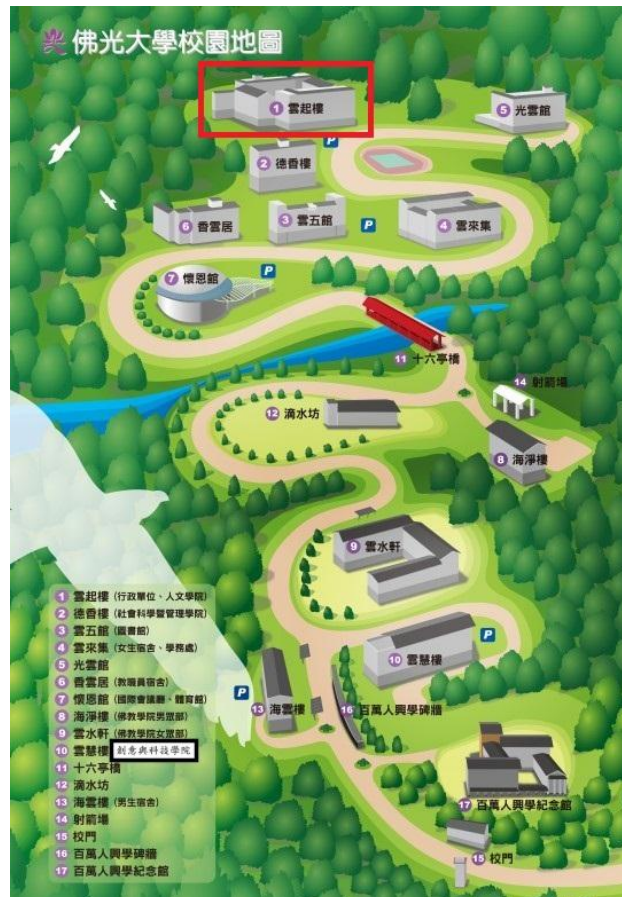 佛光大學校園地圖
1 雲起樓
5 光雲館
P
2 德香樓
6 香雲居
3 雲五館
P
4 雲來集
7 懷恩館
P
11 十六亭橋
14 射箭場
12 滴水坊
8 海淨樓
9 雲水軒
10 雲慧樓
P
P
13 海雲樓
16 百萬人興學碑牆
17 百萬人興學紀念館
15 校門
1 雲起樓 (行政單位、人文學院)
2 德香樓 (社會科學暨管理學院)
3 雲五館 (圖書館)
4 雲來集 (女生宿舍、學務處)
5 光雲館
6 香雲居 (教職員宿舍)
7 懷恩館 (國際會議廳、體育館)
8 海淨樓 (佛教學院男眾部)
9 雲水軒 (佛教學院女眾部)
10 雲慧樓 創意與科技學院
11 十六亭橋
12 滴水坊
13 海雲樓 (男生宿舍)
14 射箭場
15 校門
16 百萬人興學碑牆
17 百萬人興學紀念館